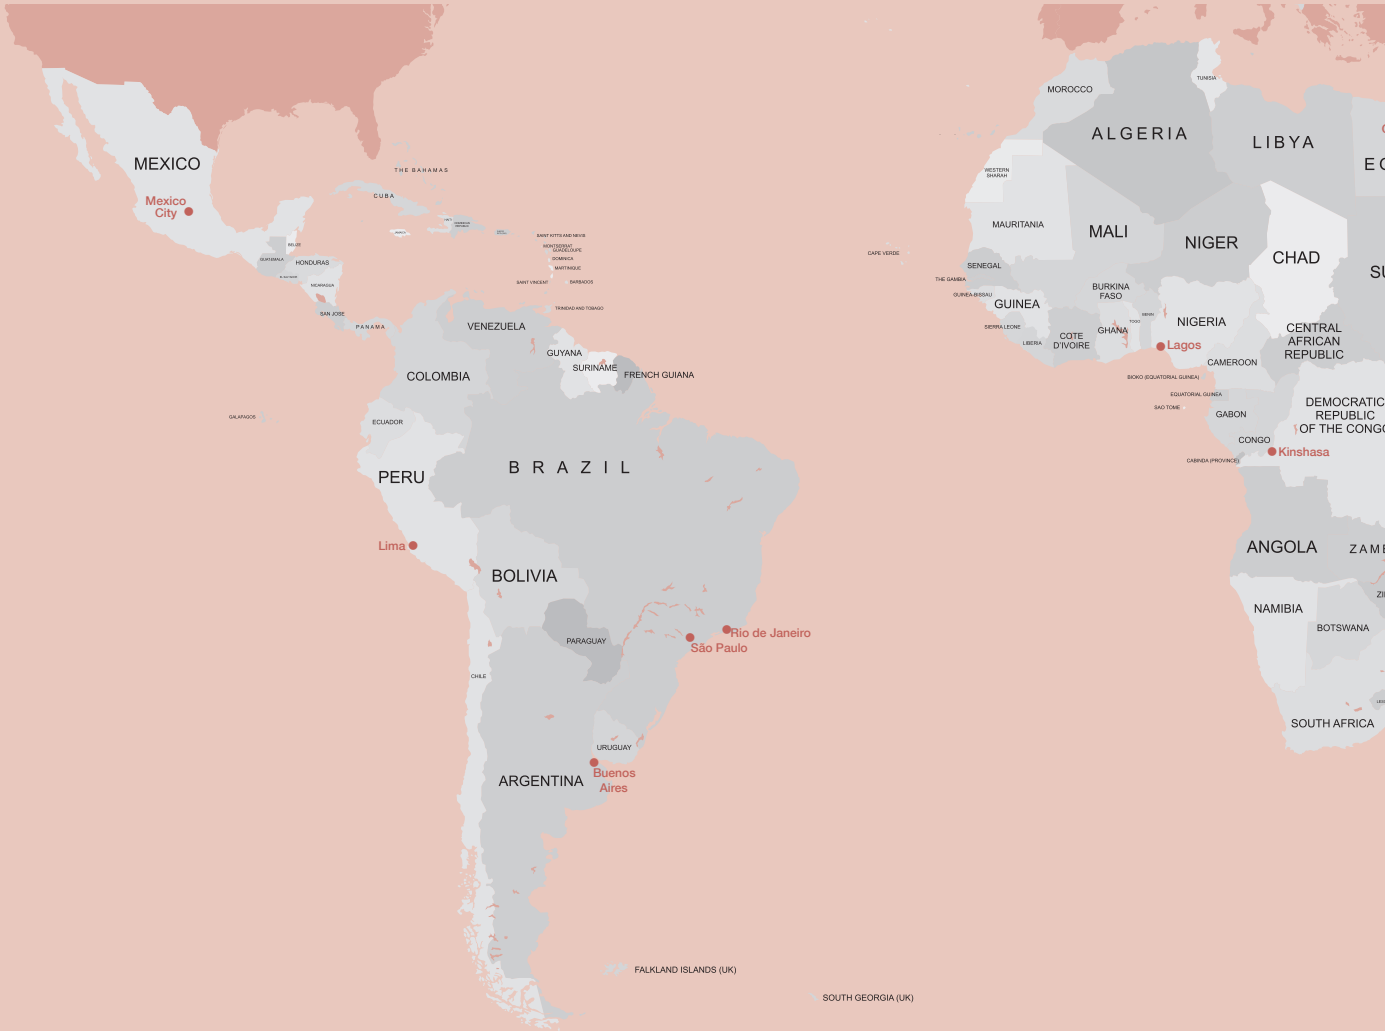 TUNISIA
MOROCCO
ALGERIA
LIBYA
MEXICO
THE BAHAMAS
WESTERN
SHARAH
CUBA
Mexico
City
MAURITANIA
MALI
NIGER
CHAD
SAINT KITTS AND NEVIS
BELIZE
MONTSERRAT
GUADELOUPE
CAPE VERDE
GUATEMALA
HONDURAS
DOMINICA
MARTINIQUE
SENEGAL
SU
NICARAGUA
SAINT VINCENT
BARBADOS
THE GAMBIA
GUINEA-BISSAU
BURKINA
FASO
GUINEA
TRINIDAD AND TOBAGO
SAN JOSE
PANAMA
VENEZUELA
SIERRA LEONE
LIBERIA
COTE
D'IVOIRE
GHANA
TOGO
BENIN
NIGERIA
Lagos
CENTRAL
AFRICAN
REPUBLIC
GUYANA
SURINAME
FRENCH GUIANA
COLOMBIA
CAMEROON
BIOKO (EQUATORIAL GUINEA)
EQUATORIAL GUINEA
SAO TOME
GALAPAGOS
ECUADOR
GABON
DEMOCRATIC
REPUBLIC
OF THE CONGO
CONGO
Kinshasa
CABINDA (PROVINCE)
BRAZIL
PERU
Lima
ANGOLA
ZAMB
BOLIVIA
NAMIBIA
ZI
BOTSWANA
PARAGUAY
Rio de Janeiro
São Paulo
CHILE
SOUTH AFRICA
URUGUAY
Buenos
Aires
ARGENTINA
FALKLAND ISLANDS (UK)
SOUTH GEORGIA (UK)